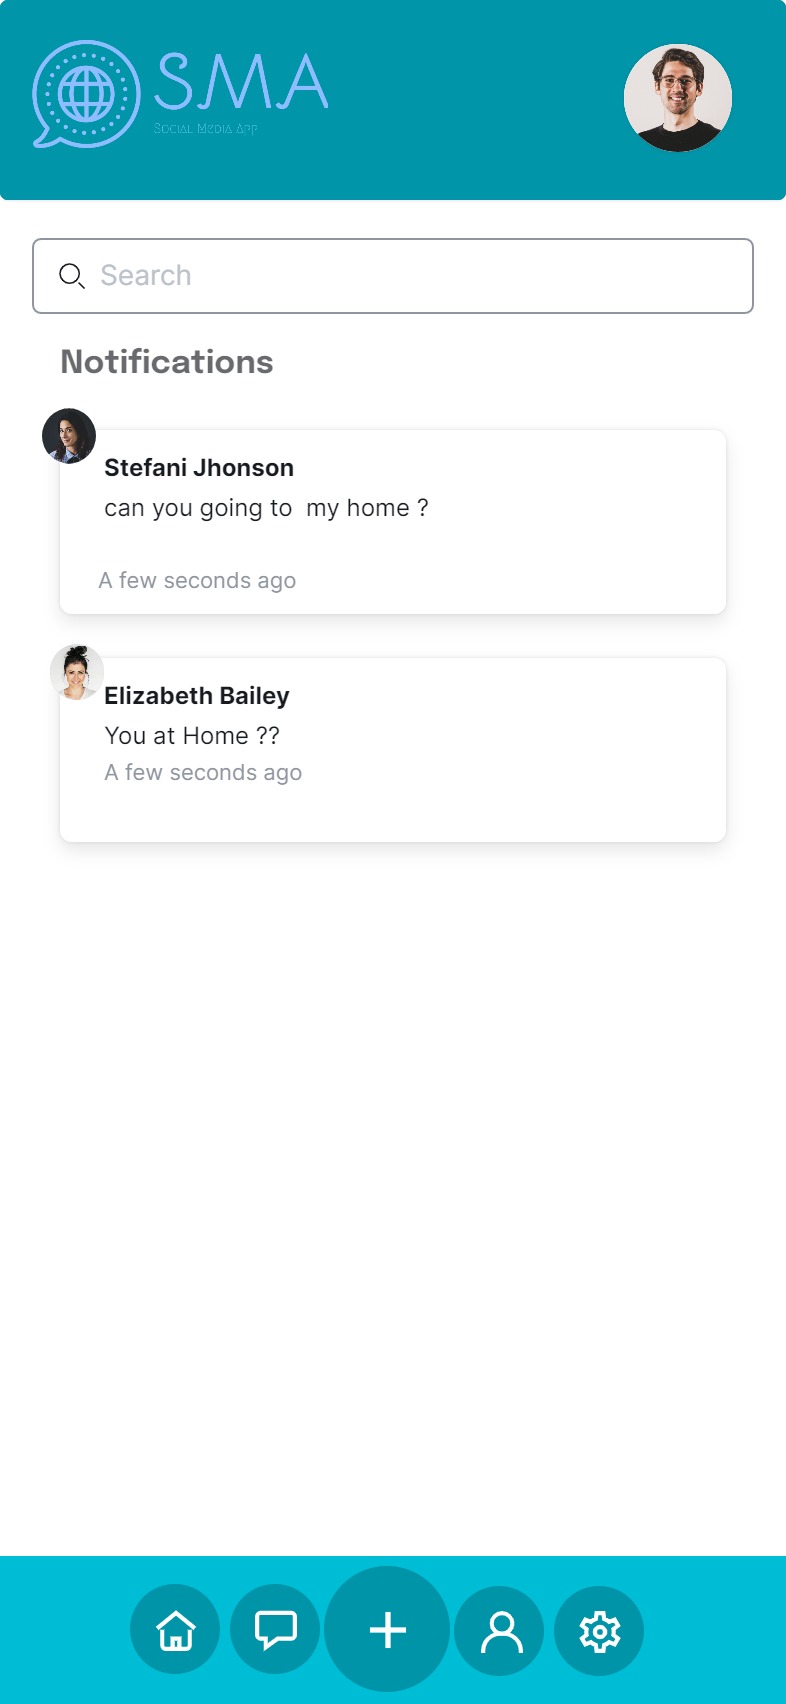 SMA
Social Media App
Search
Notifications
Stefani Jhonson
can you going to  my home ?
A few seconds ago
Elizabeth Bailey
You at Home ??
A few seconds ago